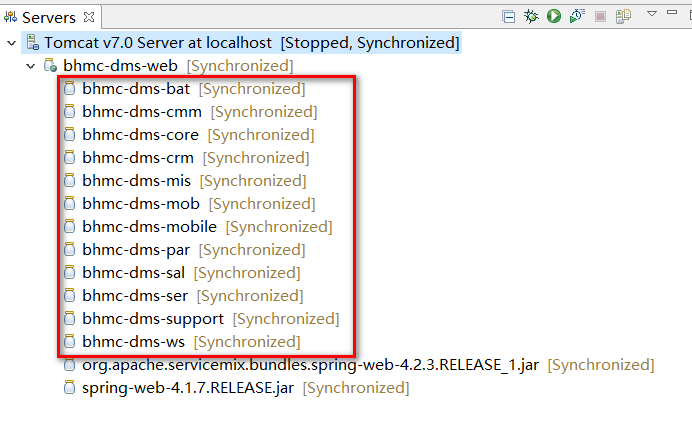 Servers
Tomcat v7.0 Server at localhost [Stopped, Synchronized]
bhmc-dms-web [Synchronized]
bhmc-dms-bat [Synchronized]
bhmc-dms-cmm [Synchronized]
bhmc-dms-core [Synchronized]
bhmc-dms-crm [Synchronized]
bhmc-dms-mis [Synchronized]
bhmc-dms-mob [Synchronized]
bhmc-dms-mobile [Synchronized]
bhmc-dms-par [Synchronized]
bhmc-dms-sal [Synchronized]
bhmc-dms-ser [Synchronized]
bhmc-dms-support [Synchronized]
bhmc-dms-ws [Synchronized]
org.apache.servicemix.bundles.spring-web-4.2.3.RELEASE_1.jar [Synchronized]
spring-web-4.1.7.RELEASE.jar [Synchronized]